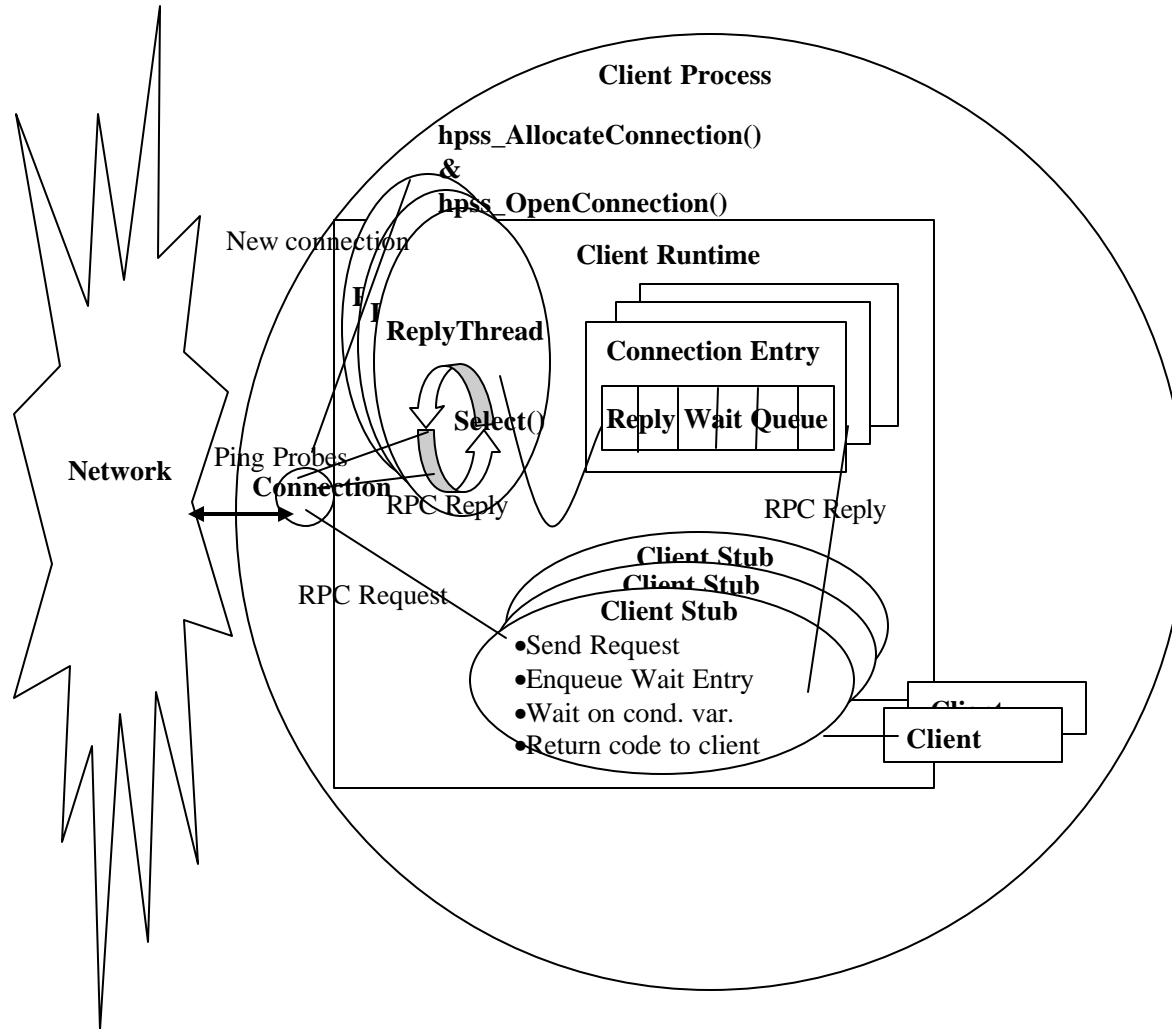 Client Process
hpss_AllocateConnection()
&
hpss_OpenConnection()
New connection
Client Runtime
ReplyThread
Connection Entry
Reply Wait Queue
Select()
Network
Ping Probes
Connection
RPC Reply
RPC Reply
Client Stub
Client Stub
RPC Request
Client Stub
•Send Request
•Enqueue Wait Entry
•Wait on cond. var.
•Return code to client
Client
Client